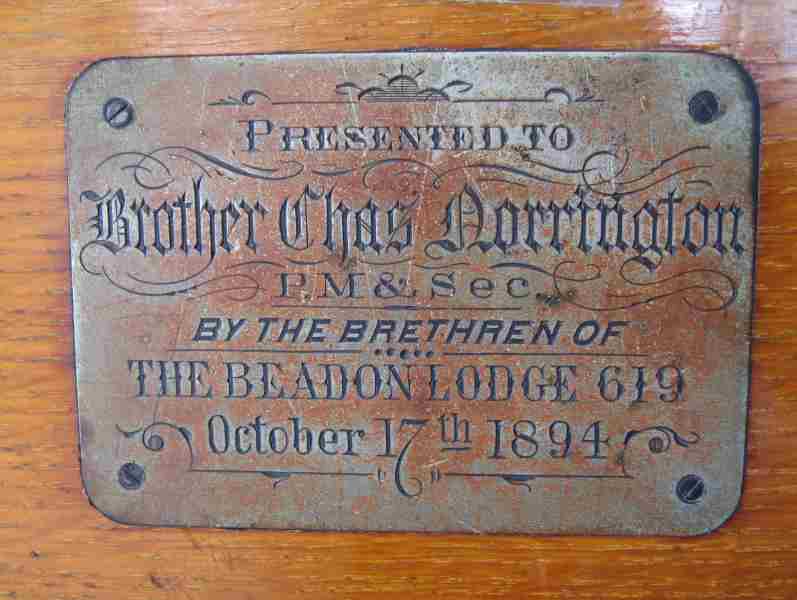 PRESENTED TO
Brother Chas Norrington
P.M & Sec.
BY THE BRETHREN OF
THE BEADON LODGE 619
October 17th 1894